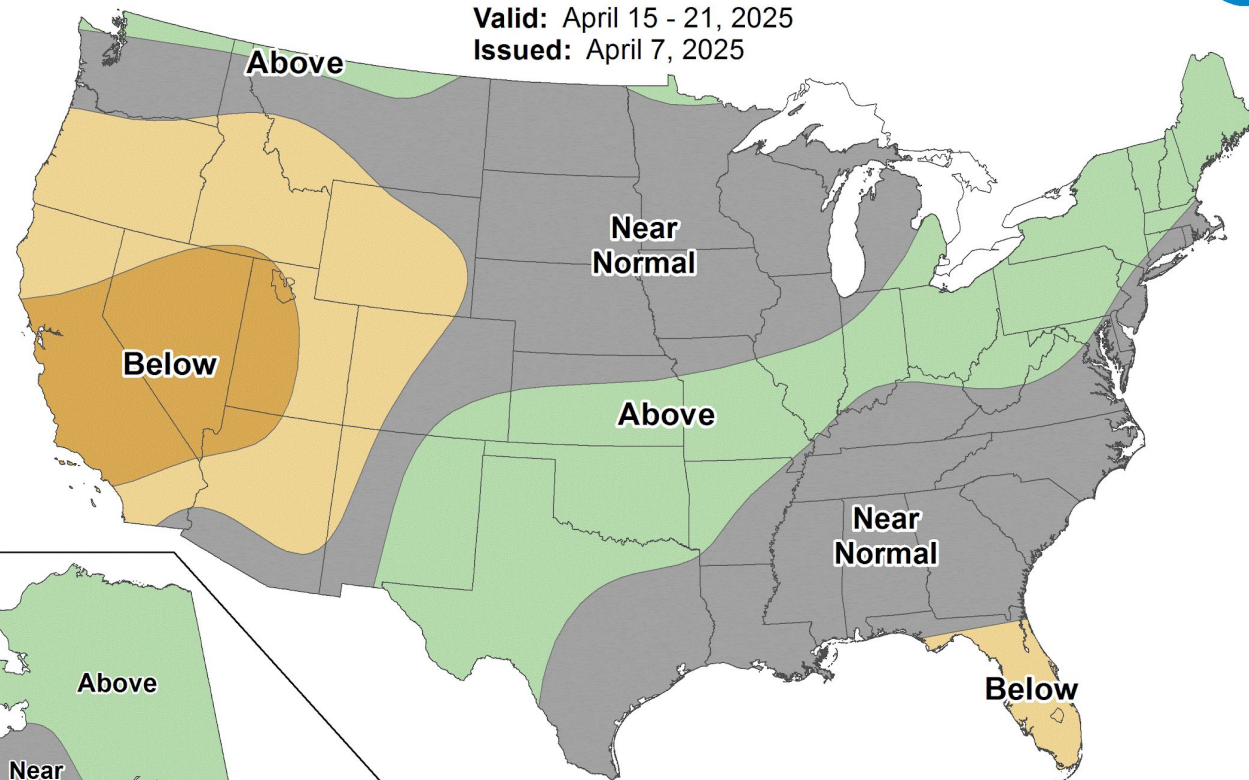 Valid: April 15 - 21, 2025
Issued: April 7, 2025
Above
Near
Normal
Below
Above
Near
Normal
Below
Above
Near